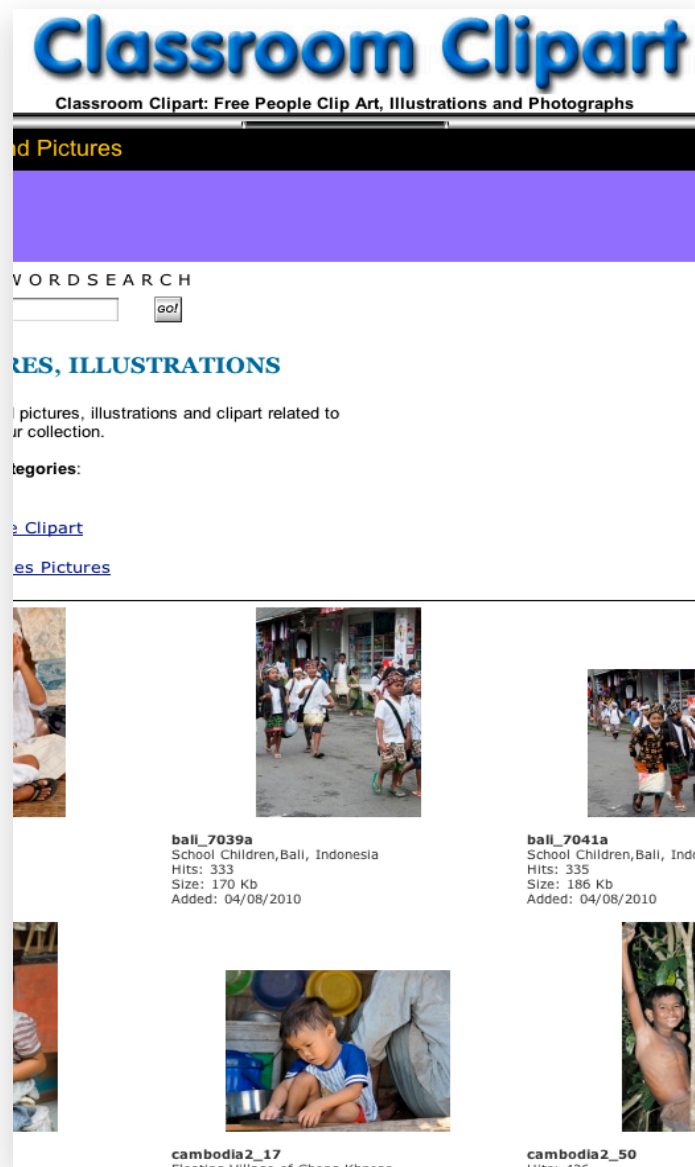 Classroom Clipart
Classroom Clipart: Free People Clip Art, Illustrations and Photographs
nd Pictures
W O R D S E A R C H
GO!
RES, ILLUSTRATIONS
pictures, illustrations and clipart related to
ur collection.
tegories:
e Clipart
es Pictures
bali_7039a
School Children,Bali, Indonesia
Hits: 333
Size: 170 Kb
Added: 04/08/2010
bali_7041a
School Children,Bali, Indo
Hits: 335
Size: 186 Kb
Added: 04/08/2010
cambodia2_17
cambodia2_50